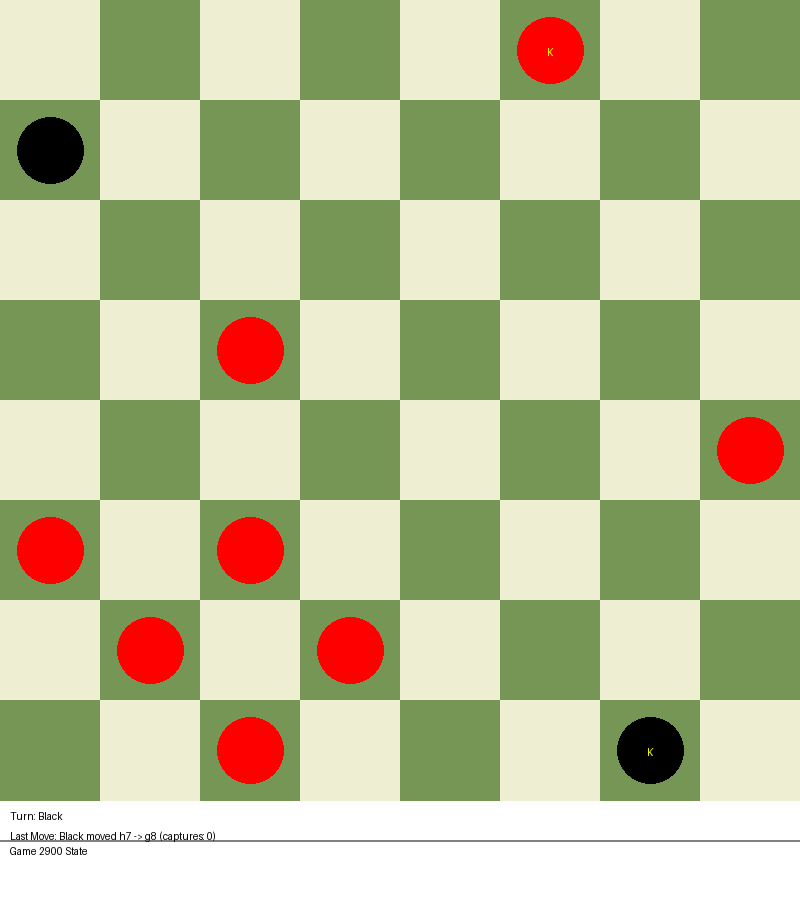 K
K
Turn: Black
Last Move: Black moved h7 -> g8 (captures: 0)
Game 2900 State